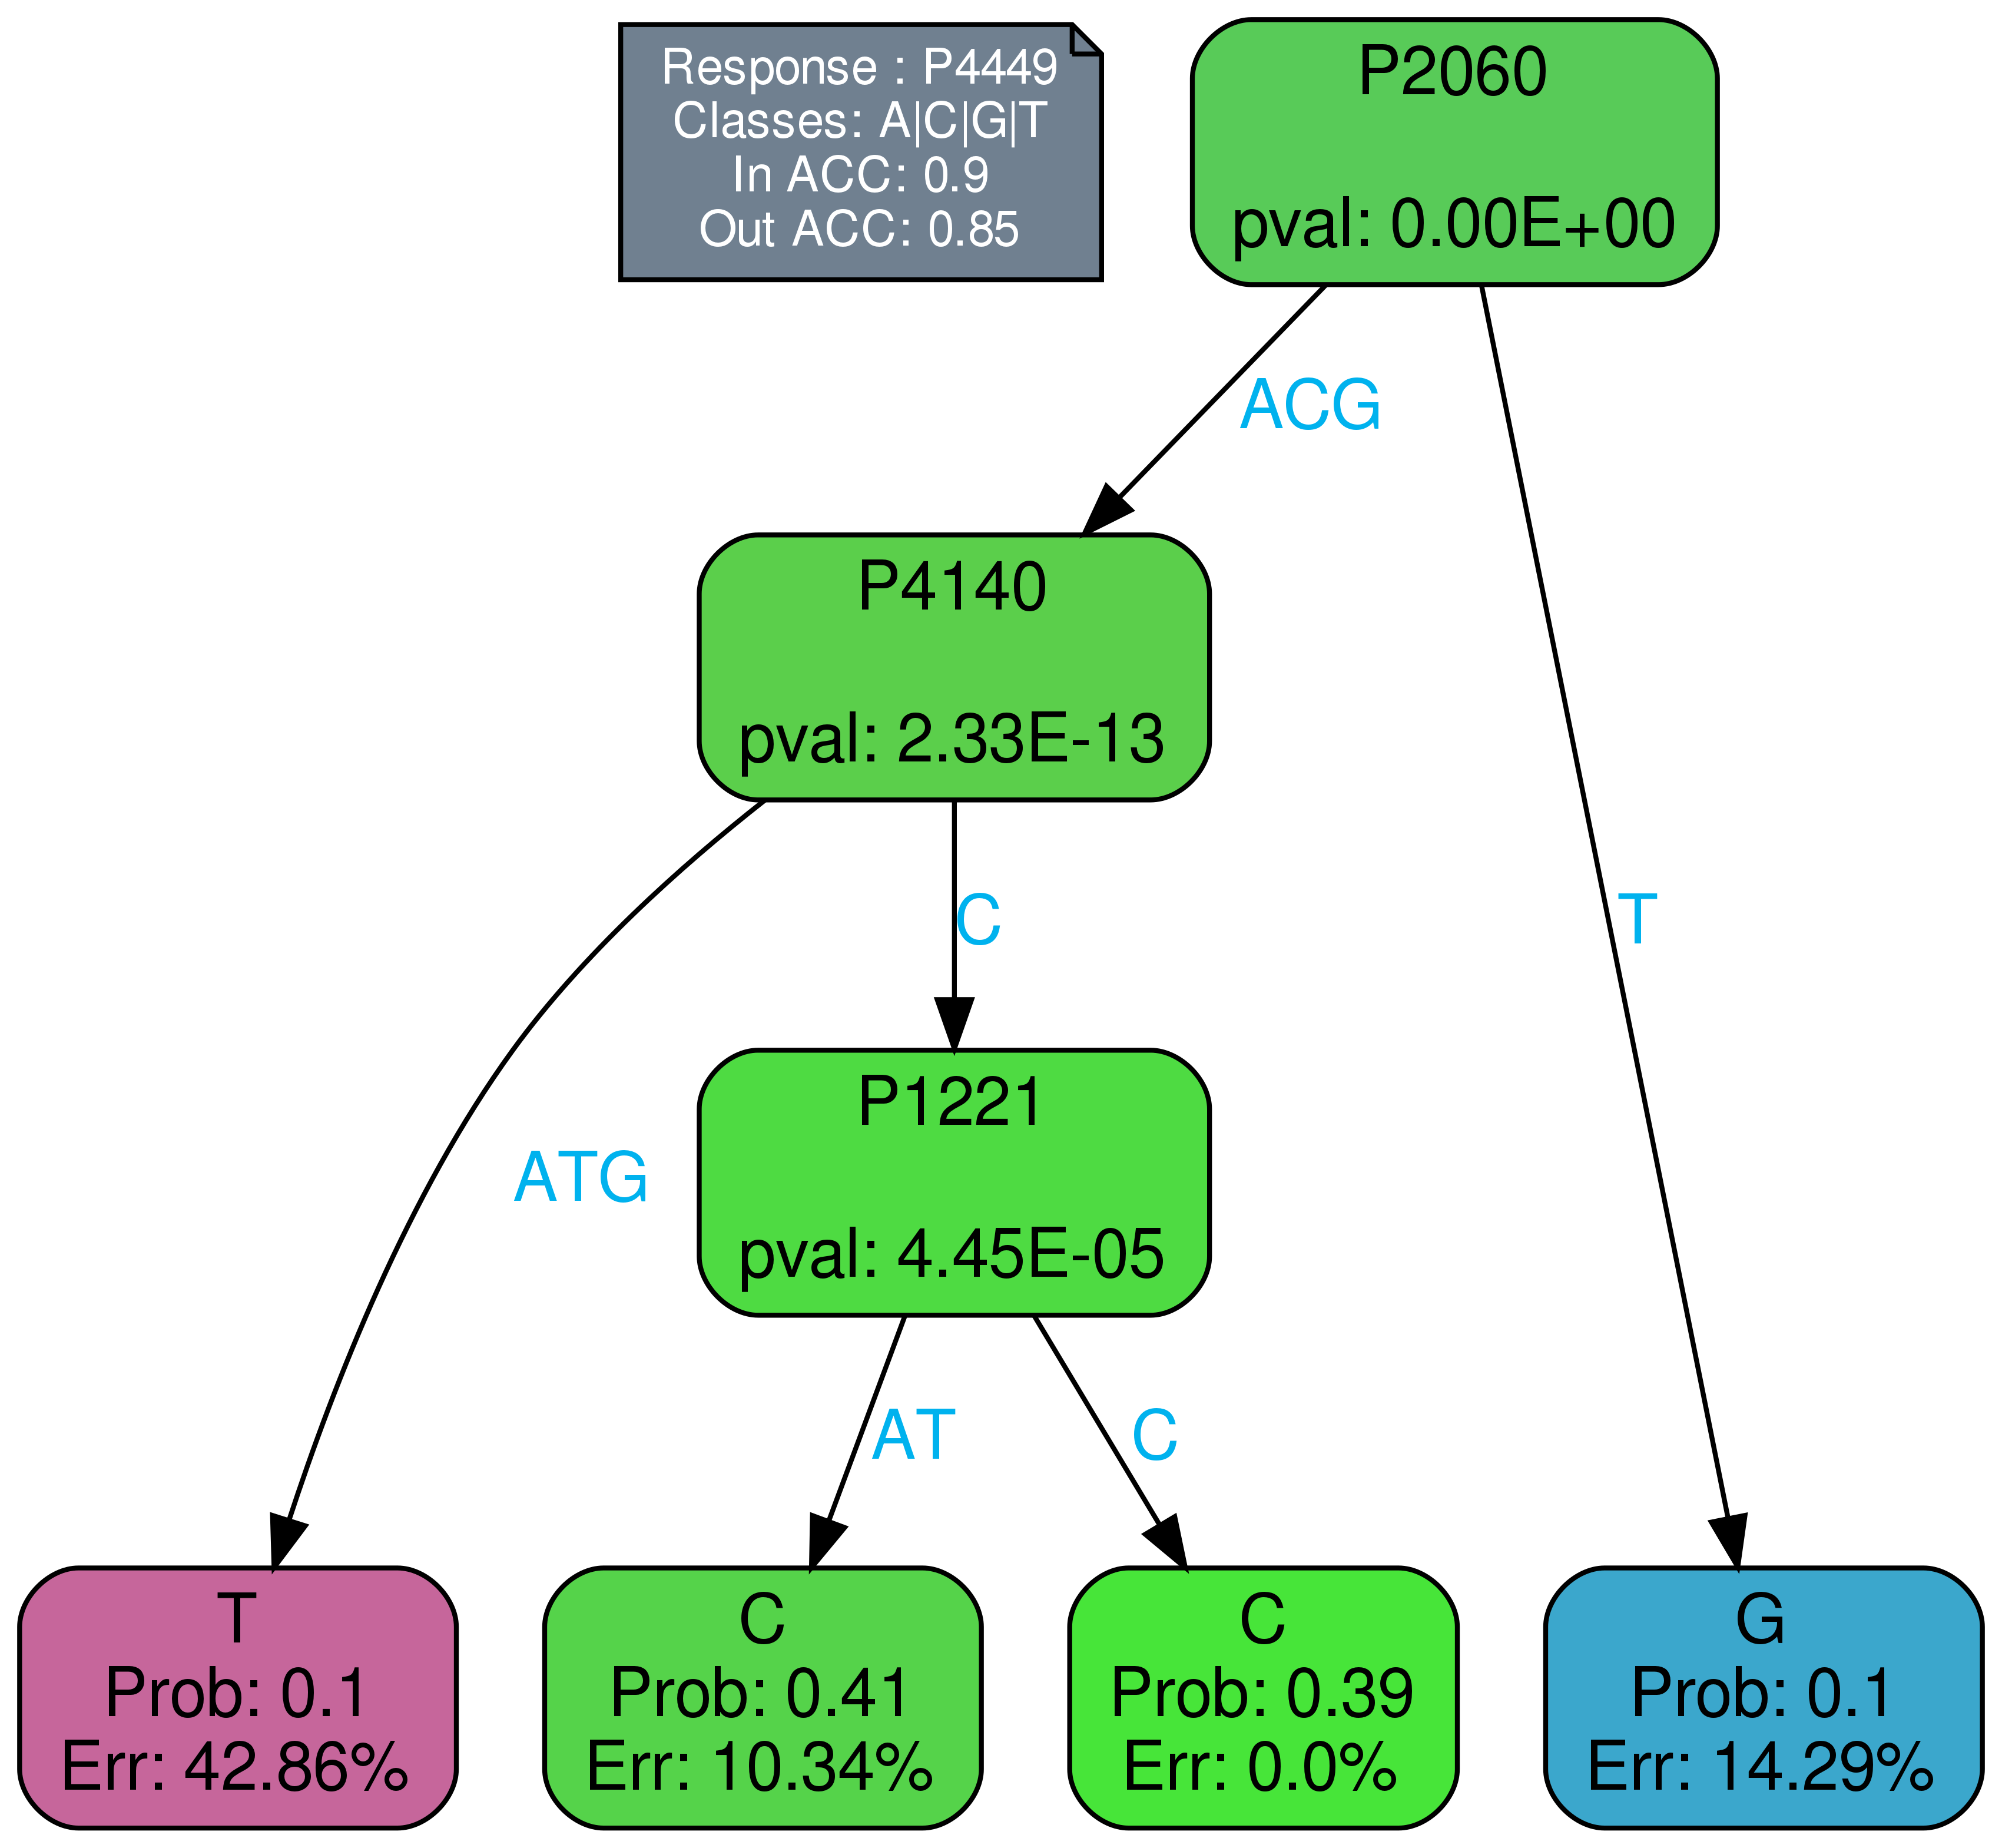 Response : P4449
Classes: A|C|G|T
In ACC: 0.9
Out ACC: 0.85
P2060
pval: 0.00E+00
ACG
P4140
pval: 2.33E-13
C
T
P1221
pval: 4.45E-05
ATG
AT
C
T
Prob: 0.1
Err: 42.86%
C
Prob: 0.41
Err: 10.34%
C
Prob: 0.39
Err: 0.0%
G
Prob: 0.1
Err: 14.29%